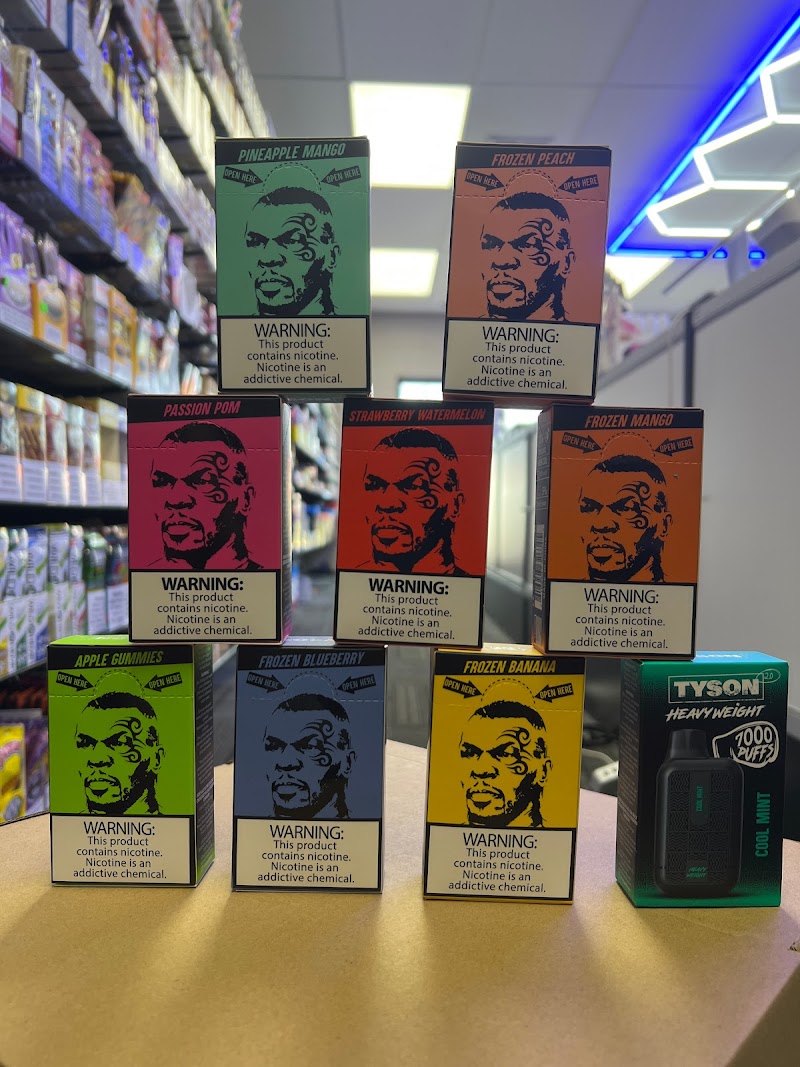 PINEAPPLE MANGO
OPEN HERE
OPEN HERE
WARNING:
This product
contains nicotine.
Nicotine is an
addictive chemical.
FROZEN PEACH
OPEN HERE
OPEN HERE
WARNING:
This product
contains nicotine.
Nicotine is an
addictive chemical.
PASSION POM
WARNING:
This product
contains nicotine.
Nicotine is an
addictive chemical.
STRAWBERRY WATERMELON
WARNING:
This product
contains nicotine.
Nicotine is an
addictive chemical.
FROZEN MANGO
OPEN HERE
OPEN HERE
WARNING:
This product
contains nicotine.
Nicotine is an
addictive chemical.
APPLE GUMMIES
OPEN HERE
OPEN HERE
WARNING:
This product
contains nicotine.
Nicotine is an
addictive chemical.
FROZEN BLUEBERRY
OPEN HERE
OPEN HERE
WARNING:
This product
contains nicotine.
Nicotine is an
addictive chemical.
FROZEN BANANA
OPEN HERE
OPEN HERE
WARNING:
This product
contains nicotine.
Nicotine is an
addictive chemical.
TYSON 2.0
HEAVYWEIGHT
7000
PUFFS
COOL MINT
COOL MINT
HEAVY
WEIGHT